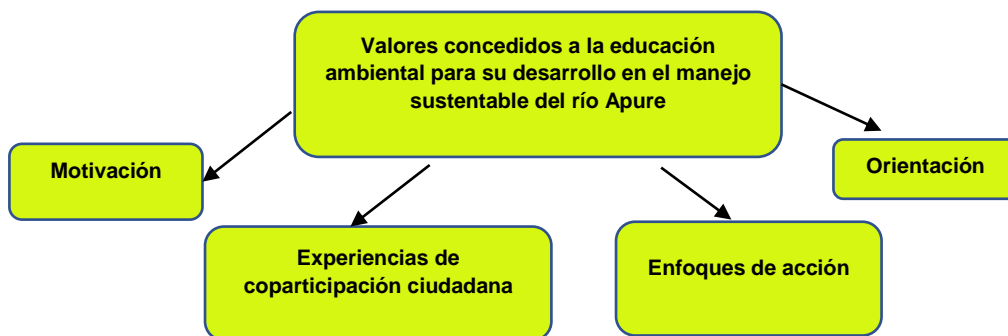 Valores concedidos a la educación
ambiental para su desarrollo en el manejo
sustentable del río Apure
Motivación
Orientación
Experiencias de
coparticipación ciudadana
Enfoques de acción